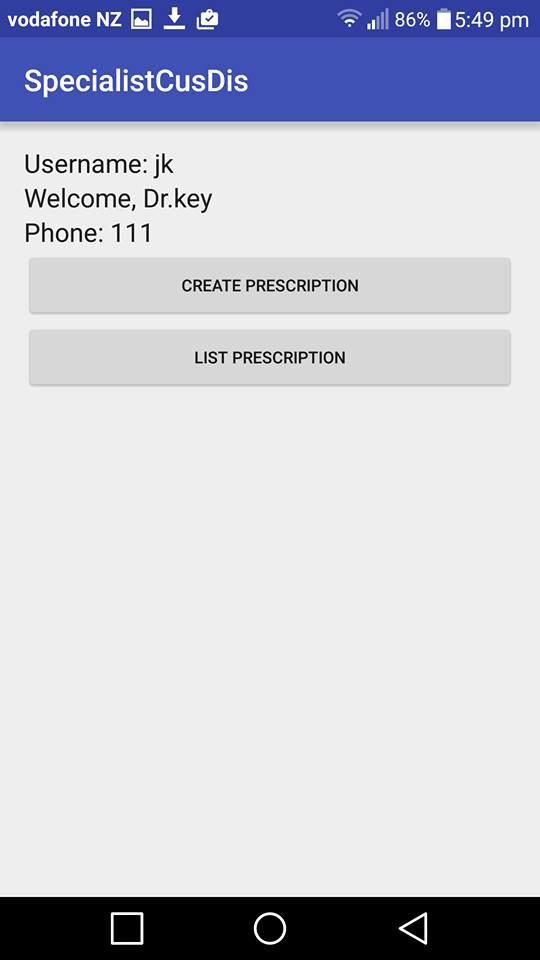 vodafone NZ 86% 5:49 pm
SpecialistCusDis
Username: jk
Welcome, Dr.key
Phone: 111
CREATE PRESCRIPTION
LIST PRESCRIPTION